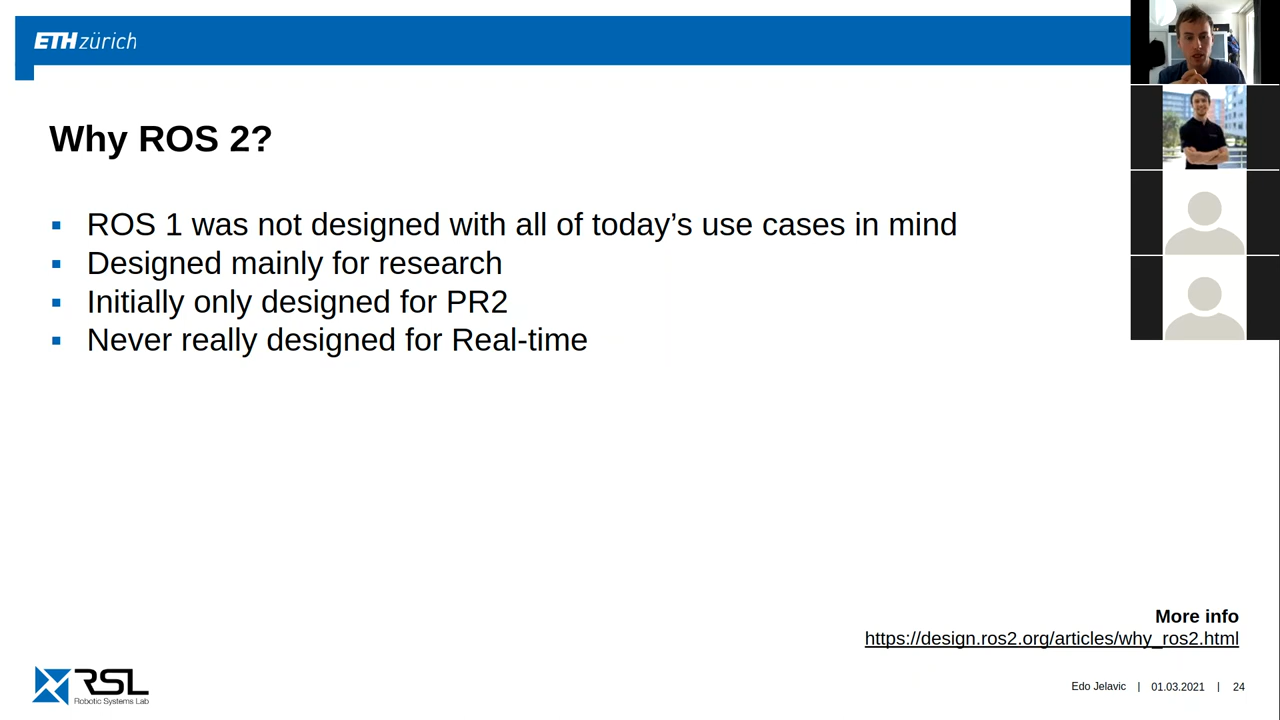 ETH zürich
Why ROS 2?
ROS 1 was not designed with all of today’s use cases in mind
Designed mainly for research
Initially only designed for PR2
Never really designed for Real-time
More info
https://design.ros2.org/articles/why_ros2.html
RSL
Robotic Systems Lab
Edo Jelavic | 01.03.2021 | 24